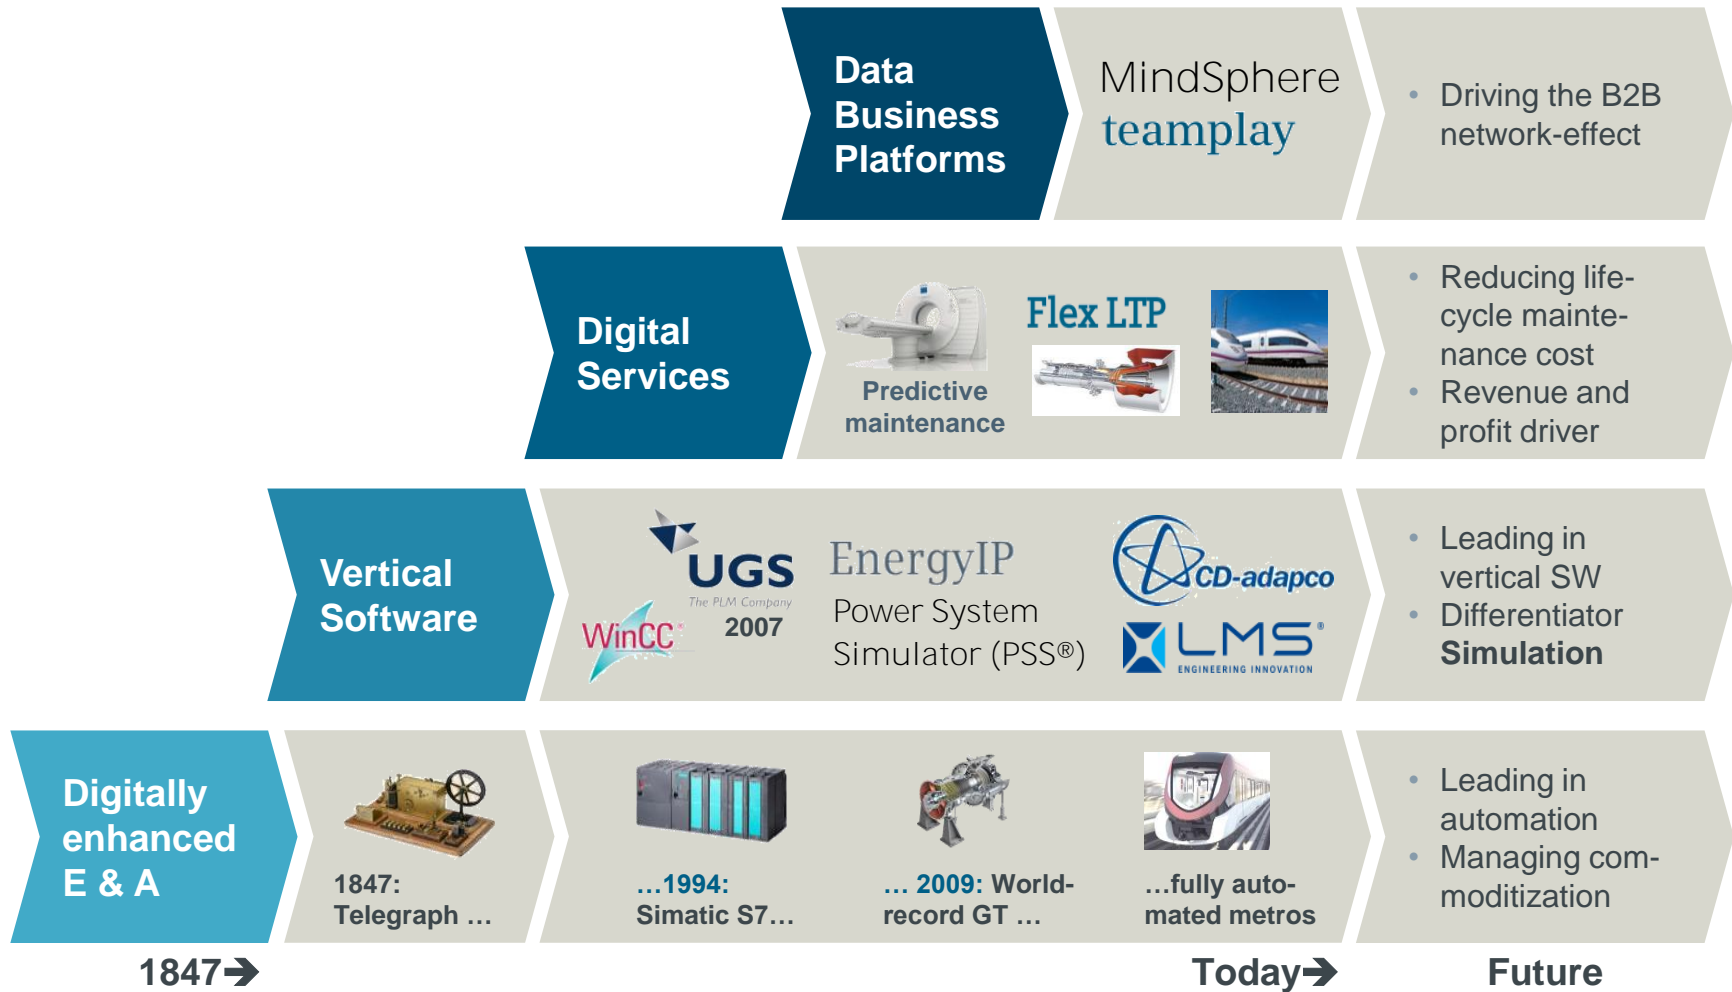 Data
Business
Platforms
MindSphere
teamplay
• Driving the B2B
network-effect
Digital
Services
Predictive
maintenance
Flex LTP
• Reducing life-
cycle mainte-
nance cost
• Revenue and
profit driver
Vertical
Software
UGS
The PLM Company
2007
WinCC®
EnergyIP
Power System
Simulator (PSS®)
CD-adapco
LMS®
ENGINEERING INNOVATION
• Leading in
vertical SW
• Differentiator
Simulation
Digitally
enhanced
E & A
1847:
Telegraph …
…1994:
Simatic S7…
… 2009: World-
record GT …
…fully auto-
mated metros
• Leading in
automation
• Managing com-
moditization
1847➔
Today➔
Future